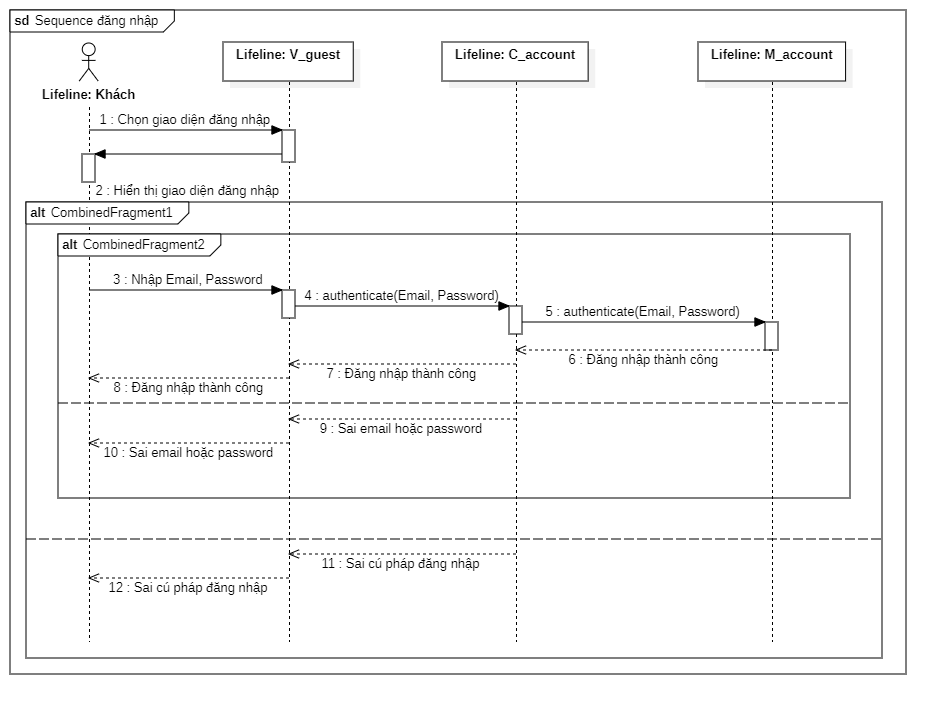 sd Sequence đăng nhập
Lifeline: Khách
Lifeline: V_guest
Lifeline: C_account
Lifeline: M_account
1 : Chọn giao diện đăng nhập
2 : Hiển thị giao diện đăng nhập
alt CombinedFragment1
alt CombinedFragment2
3 : Nhập Email, Password
4 : authenticate(Email, Password)
5 : authenticate(Email, Password)
6 : Đăng nhập thành công
7 : Đăng nhập thành công
8 : Đăng nhập thành công
9 : Sai email hoặc password
10 : Sai email hoặc password
11 : Sai cú pháp đăng nhập
12 : Sai cú pháp đăng nhập